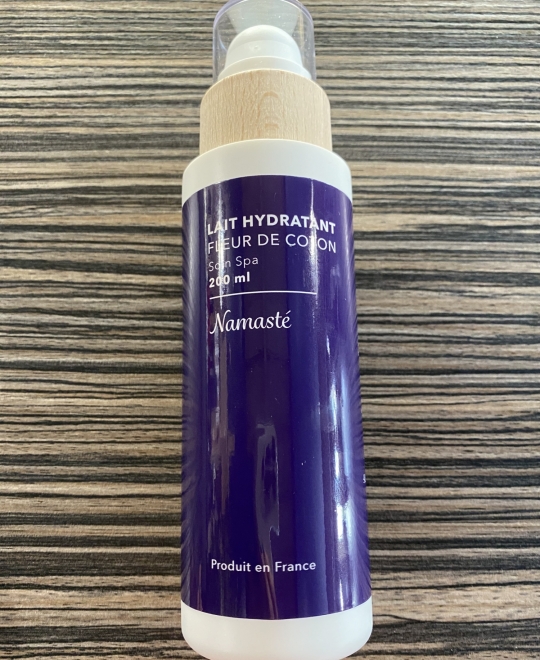 LAIT HYDRATANT
FLEUR DE COTON
Soin Spa
200 ml
Namasté
Produit en France